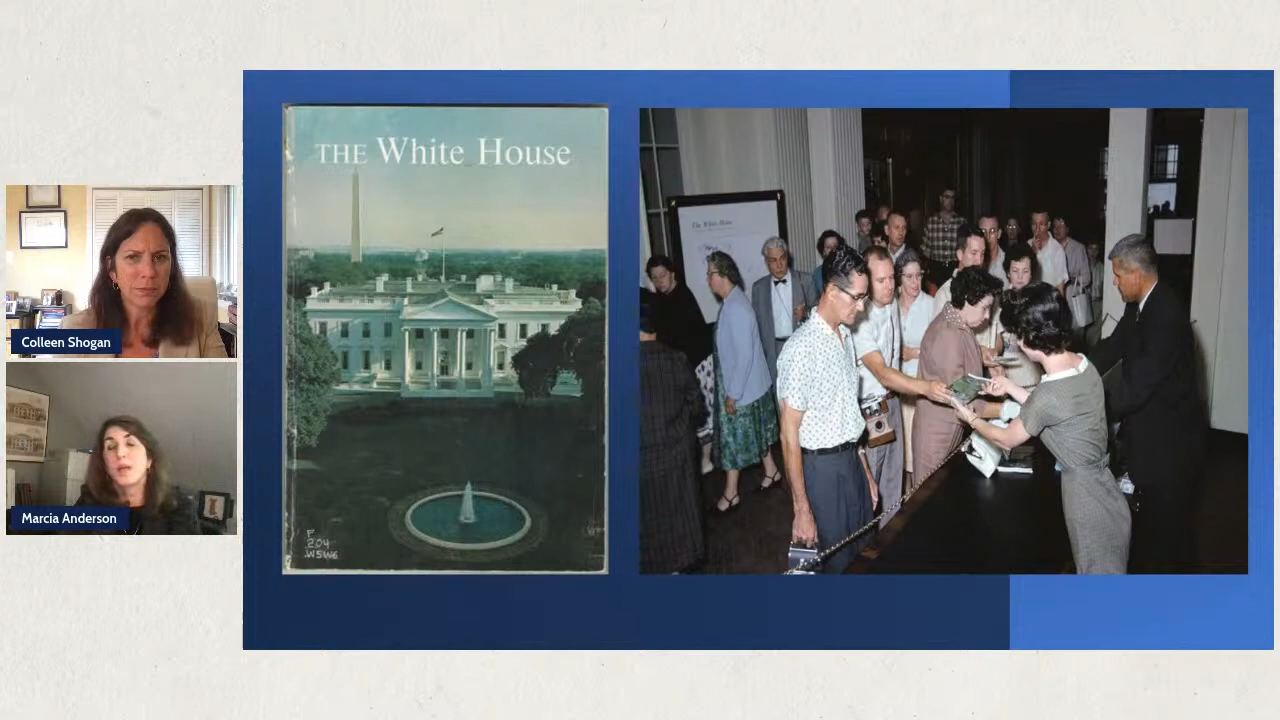 THE White House
The White House
Colleen Shogan
Marcia Anderson
F
204
.W5W6